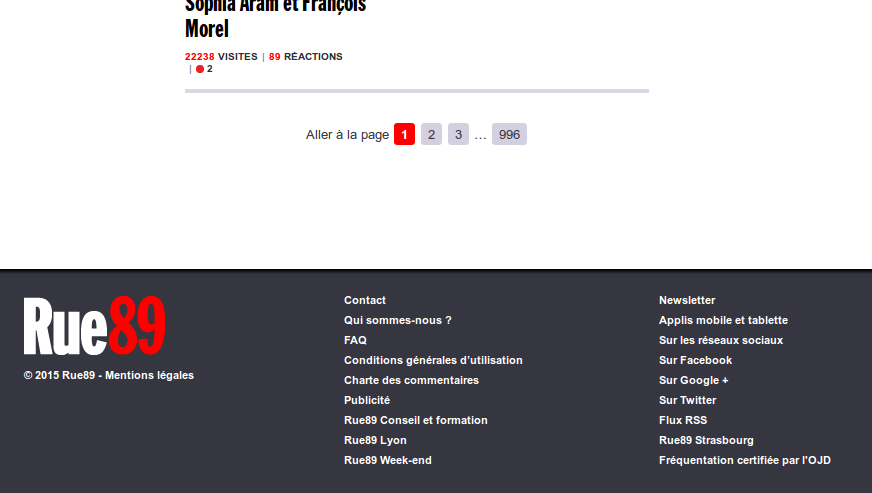 Sophia Aram et François
Morel
22238 VISITES | 89 RÉACTIONS
| 2
Aller à la page 1 2 3 ... 996
Rue89
© 2015 Rue89 - Mentions légales
Contact
Qui sommes-nous ?
FAQ
Conditions générales d'utilisation
Charte des commentaires
Publicité
Rue89 Conseil et formation
Rue89 Lyon
Rue89 Week-end
Newsletter
Applis mobile et tablette
Sur les réseaux sociaux
Sur Facebook
Sur Google +
Sur Twitter
Flux RSS
Rue89 Strasbourg
Fréquentation certifiée par l'OJD